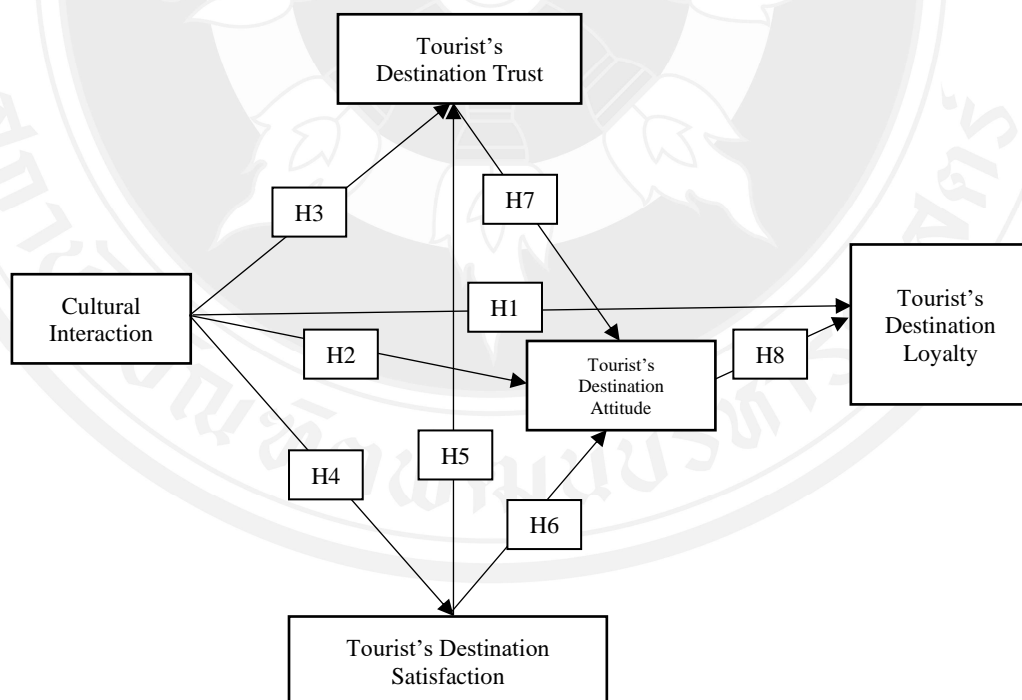 Tourist's
Destination Trust
H3
H7
Cultural
Interaction
H1
Tourist's
Destination
Loyalty
H2
Tourist's
Destination
Attitude
H8
H4
H5
H6
Tourist's Destination
Satisfaction